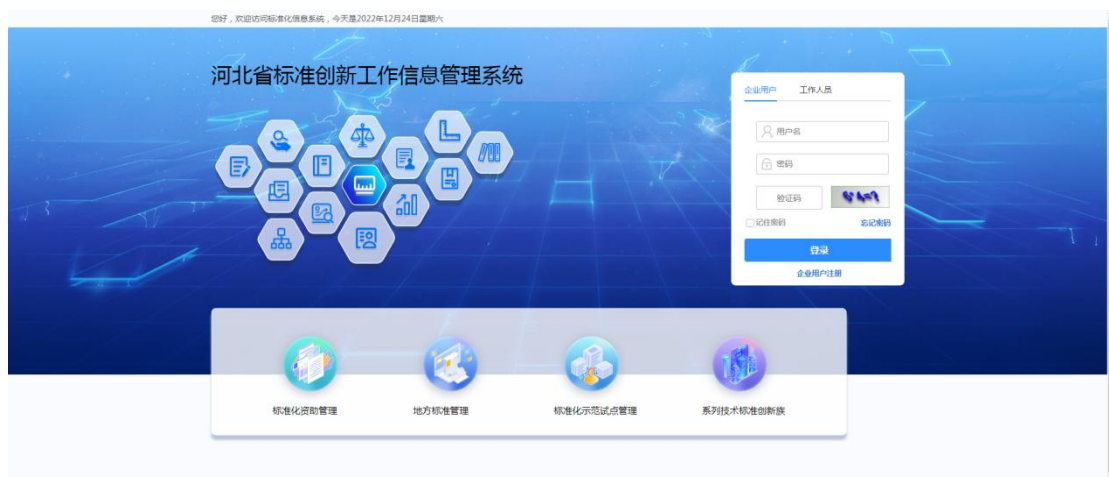 您好，欢迎访问标准化信息系统，今天是2022年12月24日星期六
河北省标准创新工作信息管理系统
企业用户 工作人员
用户名
密码
验证码
记住密码 忘记密码
登录
企业用户注册
标准化资助管理 地方标准管理 标准化示范试点管理 系列技术标准创新族